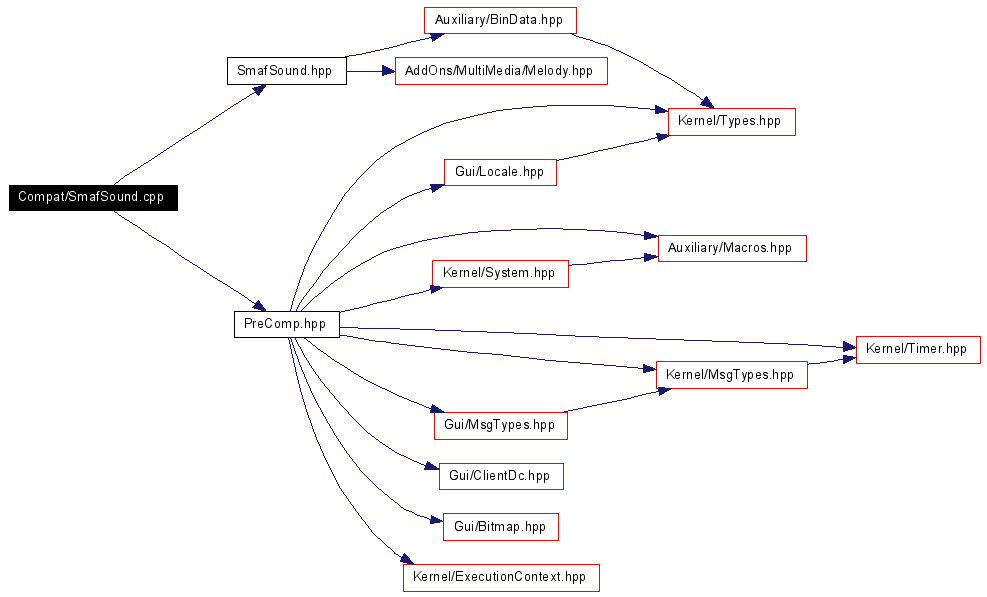 Auxiliary/BinData.hpp
SmafSound.hpp
AddOns/MultiMedia/Melody.hpp
Kernel/Types.hpp
Gui/Locale.hpp
Compat/SmafSound.cpp
Auxiliary/Macros.hpp
Kernel/System.hpp
PreComp.hpp
Kernel/Timer.hpp
Kernel/MsgTypes.hpp
Gui/MsgTypes.hpp
Gui/ClientDc.hpp
Gui/Bitmap.hpp
Kernel/ExecutionContext.hpp